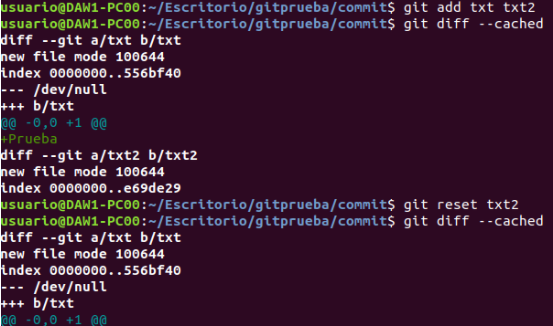 usuario@DAW1-PC00:~/Escritorio/gitprueba/commit$ git add txt txt2
usuario@DAW1-PC00:~/Escritorio/gitprueba/commit$ git diff --cached
diff --git a/txt b/txt
new file mode 100644
index 0000000..556bf40
--- /dev/null
+++ b/txt
@@ -0,0 +1 @@
+Prueba
diff --git a/txt2 b/txt2
new file mode 100644
index 0000000..e69de29
usuario@DAW1-PC00:~/Escritorio/gitprueba/commit$ git reset txt2
usuario@DAW1-PC00:~/Escritorio/gitprueba/commit$ git diff --cached
diff --git a/txt b/txt
new file mode 100644
index 0000000..556bf40
--- /dev/null
+++ b/txt
@@ -0,0 +1 @@